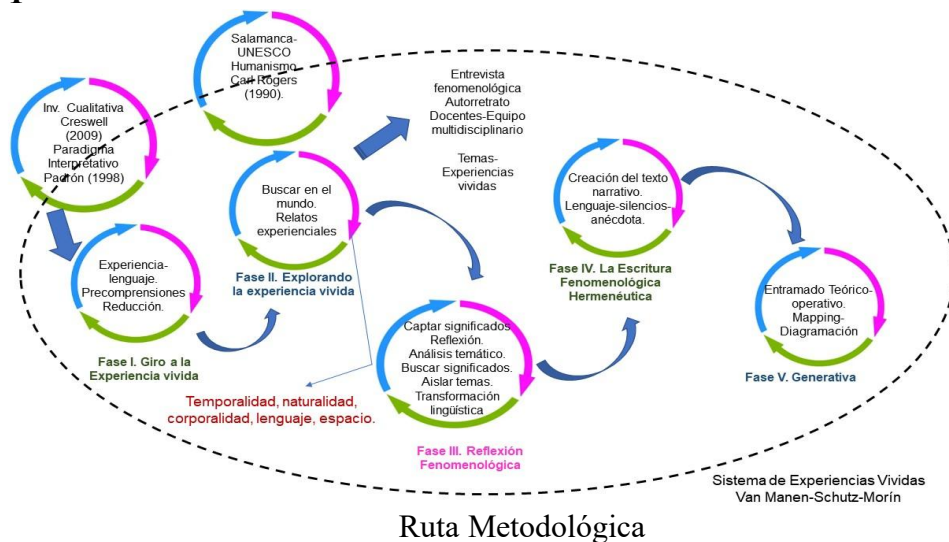 Inv. Cualitativa
Creswell
(2009)
Paradigma
Interpretativo
Padrón (1998)
Salamanca-
UNESCO
Humanismo
Carl Rogers
(1990).
Entrevista
fenomenológica
Autorretrato
Docentes-Equipo
multidisciplinario
Temas-
Experiencias
vividas
Experiencia-
lenguaje.
Precomprensiones
Reducción.
Fase I. Giro a la
Experiencia vivida
Buscar en el
mundo.
Relatos
experienciales
Fase II. Explorando
la experiencia vivida
Temporalidad, naturalidad,
corporalidad, lenguaje, espacio.
Captar significados
Reflexión.
Análisis temático.
Buscar significados.
Aislar temas.
Transformación
lingüística
Fase III. Reflexión
Fenomenológica
Creación del texto
narrativo.
Lenguaje-silencios-
anécdota.
Fase IV. La Escritura
Fenomenológica
Hermenéutica
Entramado Teórico-
operativo.
Mapping-
Diagramación
Fase V. Generativa
Sistema de Experiencias Vividas
Van Manen-Schutz-Morín
Ruta Metodológica